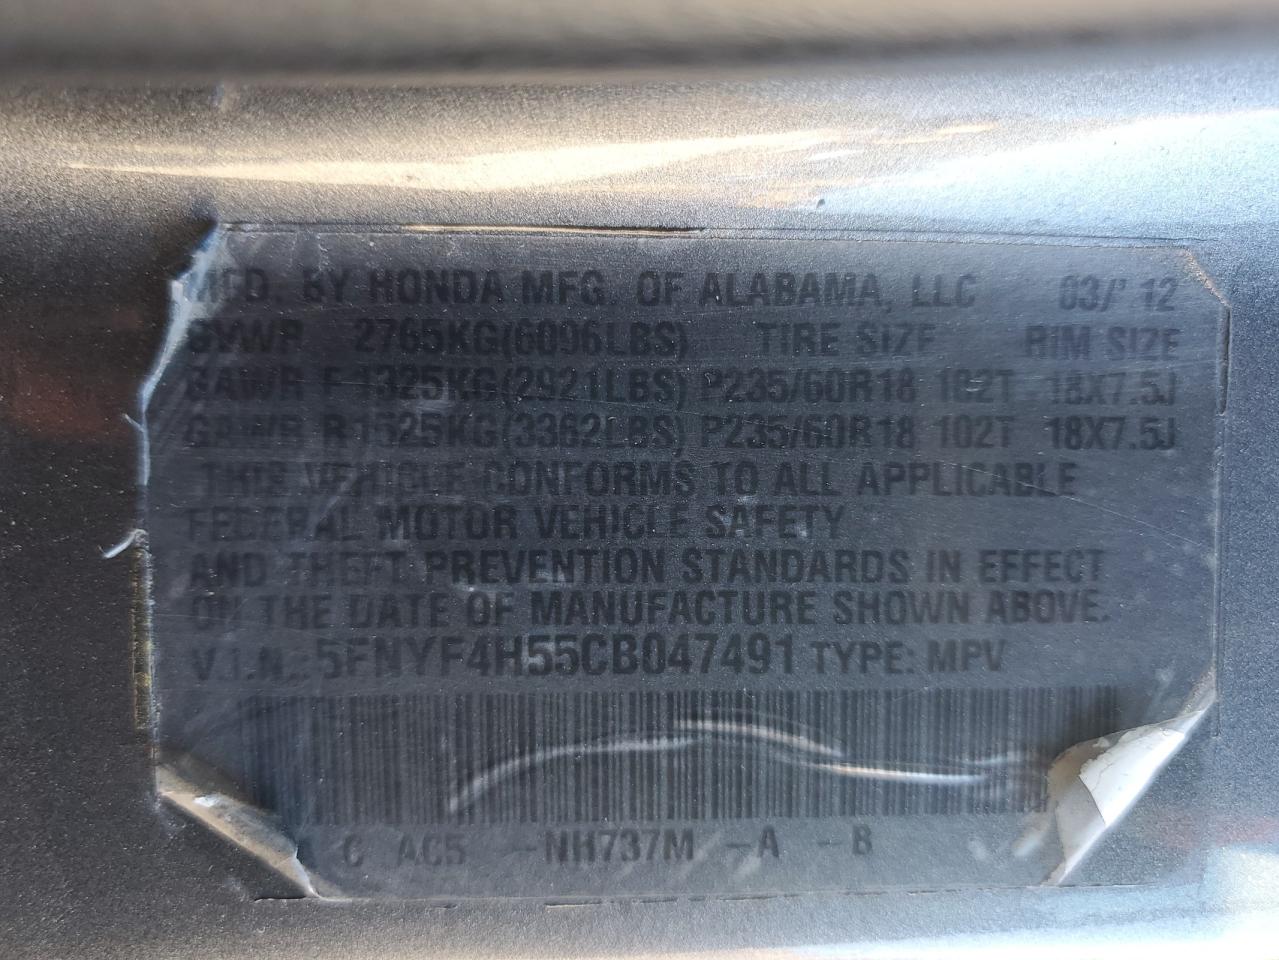 MFD. BY HONDA MFG. OF ALABAMA, LLC 03/' 12
GVWR 2765KG(6096LBS) TIRE SIZE RIM SIZE
GAWR F 1325KG(2921LBS) P235/60R18 102T 18X7.5J
GAWR R 1525KG(3362LBS) P235/60R18 102T 18X7.5J
THIS VEHICLE CONFORMS TO ALL APPLICABLE
FEDERAL MOTOR VEHICLE SAFETY
AND THEFT PREVENTION STANDARDS IN EFFECT
ON THE DATE OF MANUFACTURE SHOWN ABOVE.
V.I.N.: 5FNYF4H55CB047491 TYPE: MPV
C AC5 -NH737M -A -B